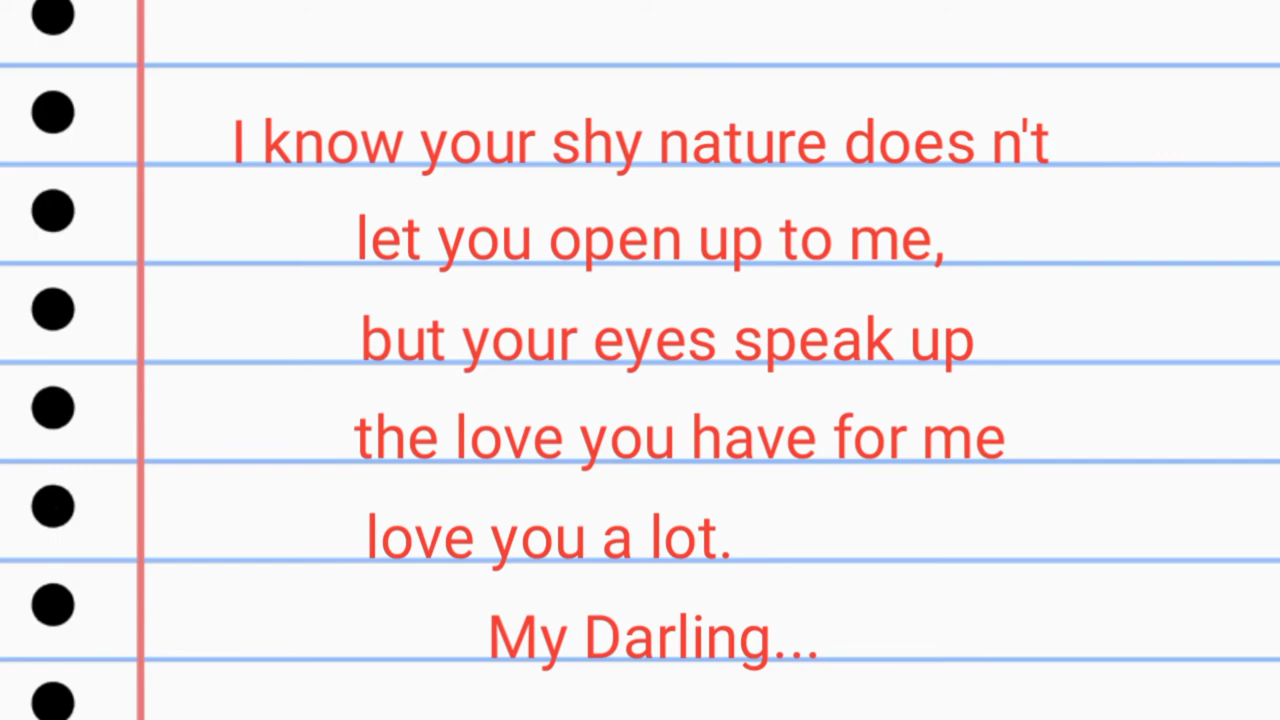 I know your shy nature does n't
let you open up to me,
but your eyes speak up
the love you have for me
love you a lot.
My Darling...